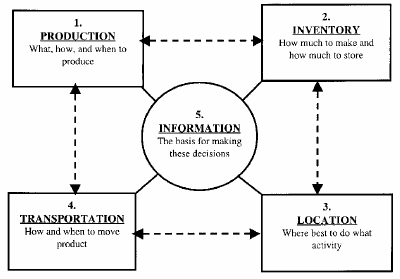 1.
PRODUCTION
What, how, and when to
produce
2.
INVENTORY
How much to make and
how much to store
5.
INFORMATION
The basis for making
these decisions
4.
TRANSPORTATION
How and when to move
product
3.
LOCATION
Where best to do what
activity